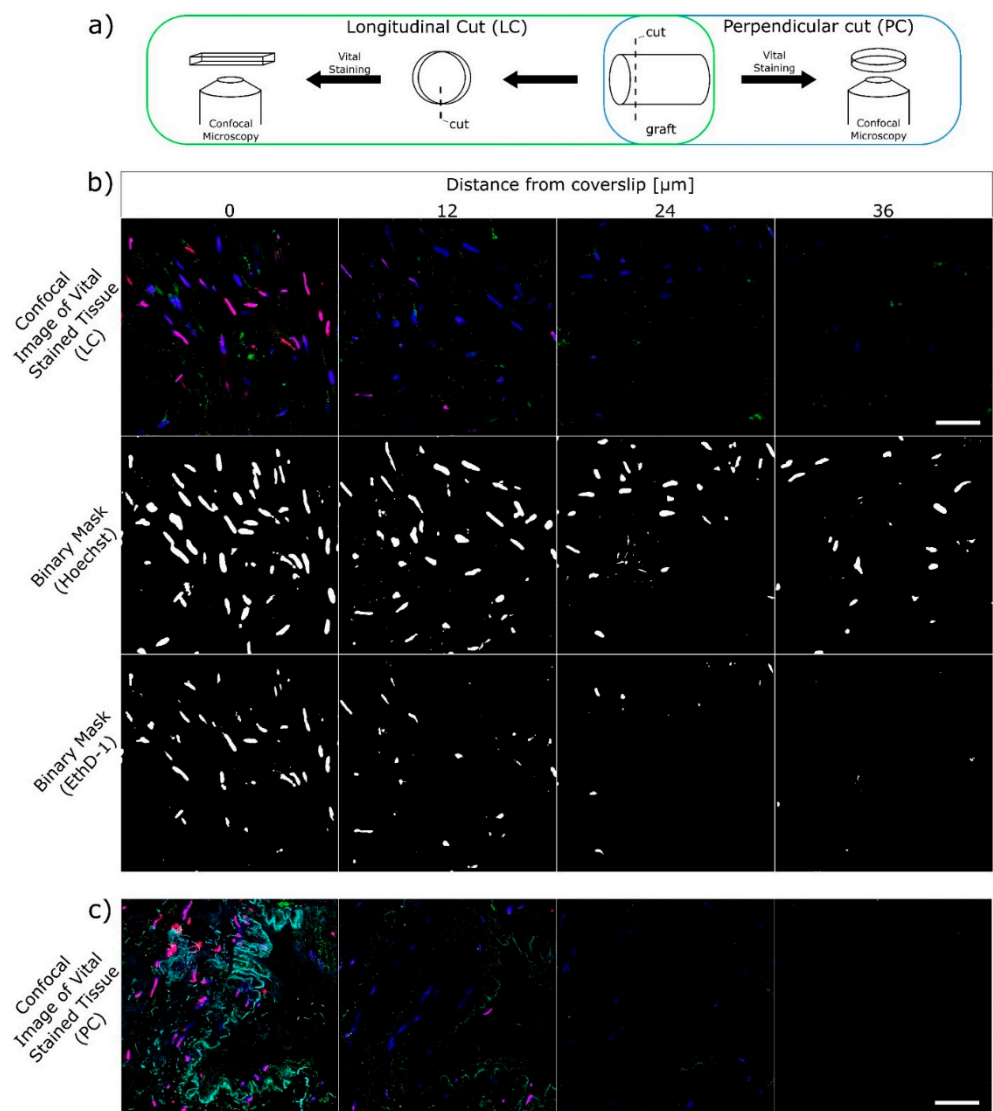 a)
Longitudinal Cut (LC)
Perpendicular cut (PC)
Vital
Staining
Confocal
Microscopy
cut
cut
graft
Vital
Staining
Confocal
Microscopy
b)
Distance from coverslip [µm]
0 12 24 36
Confocal
Image of Vital
Stained Tissue
(LC)
Binary Mask
(Hoechst)
Binary Mask
(EthD-1)
c)
Confocal
Image of Vital
Stained Tissue
(PC)